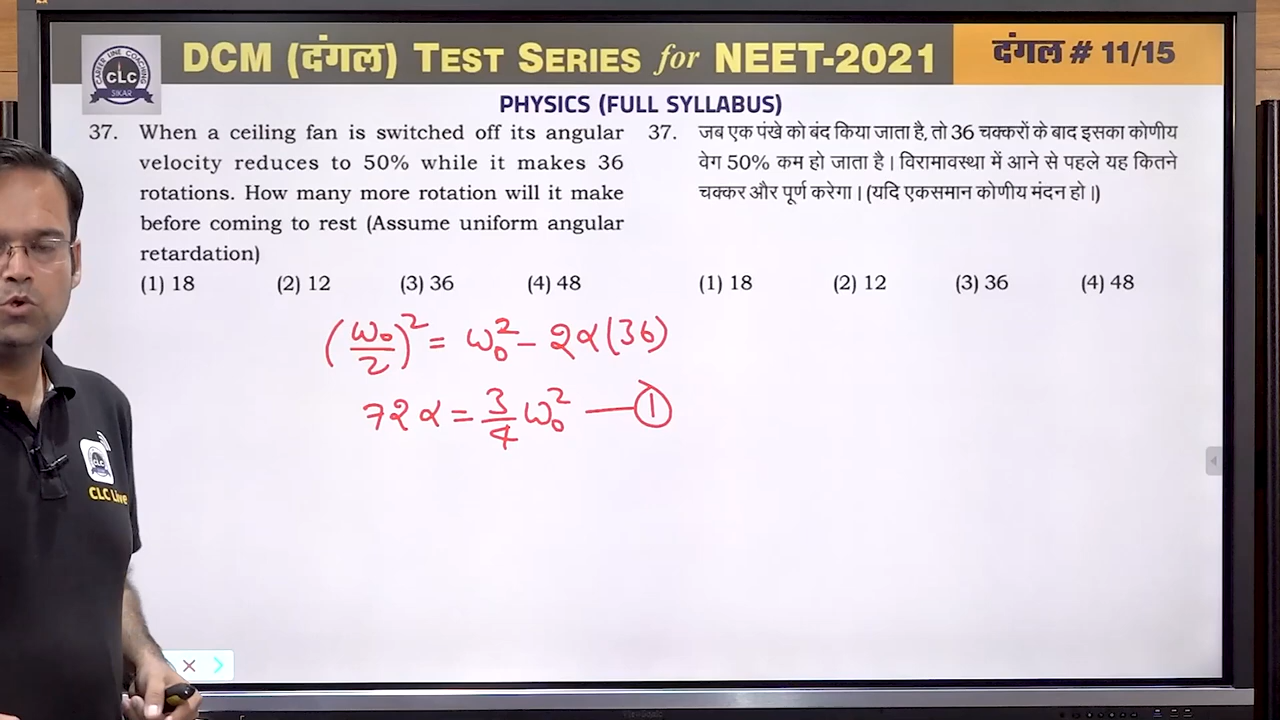 DCM (दंगल) TEST SERIES for NEET-2021
दंगल # 11/15
CAREER LINE COACHING
CLC
SIKAR
PHYSICS (FULL SYLLABUS)
37. When a ceiling fan is switched off its angular
velocity reduces to 50% while it makes 36
rotations. How many more rotation will it make
before coming to rest (Assume uniform angular
retardation)
(1) 18 (2) 12 (3) 36 (4) 48
37. जब एक पंखे को बंद किया जाता है, तो 36 चक्करों के बाद इसका कोणीय
वेग 50% कम हो जाता है। विरामावस्था में आने से पहले यह कितने
चक्कर और पूर्ण करेगा। (यदि एकसमान कोणीय मंदन हो।)
(1) 18 (2) 12 (3) 36 (4) 48
(ω₀/2)² = ω₀² - 2α(36)
72α = 3/4 ω₀² — ①
CLC
CLC Live
ViewSonic